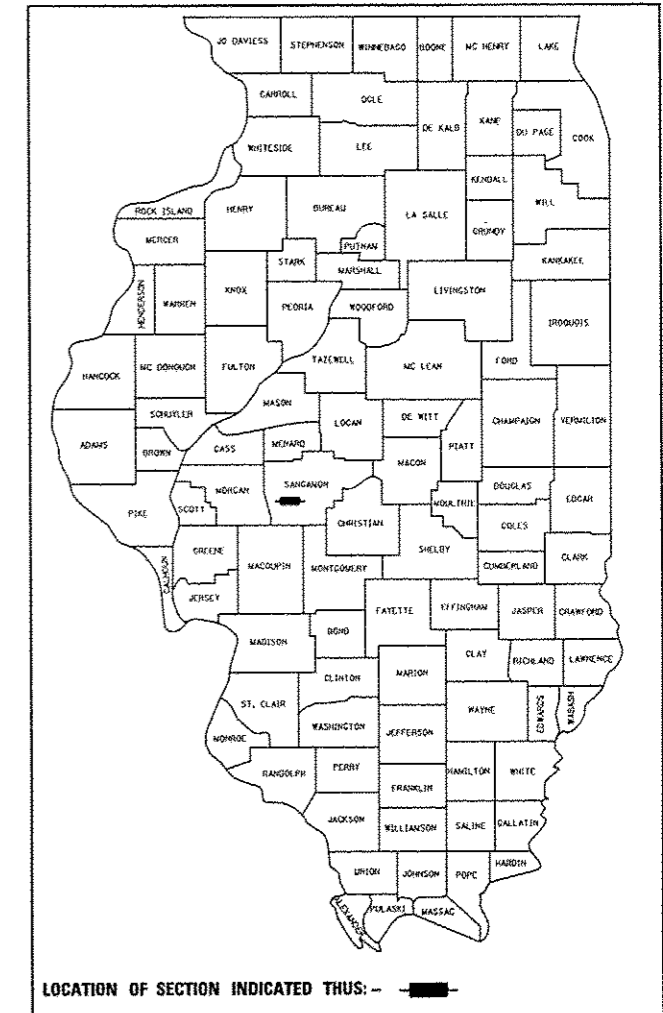 JO DAVIESS STEPHENSON WINNEBAGO BOONE MC HENRY LAKE
CARROLL OGLE
DE KALB KANE DU PAGE COOK
WHITESIDE LEE
KENDALL WILL
ROCK ISLAND HENRY BUREAU LA SALLE
MERCER PUTNAM GRUNDY
STARK MARSHALL KANKAKEE
HENDERSON WARREN KNOX PEORIA WOODFORD LIVINGSTON
IROQUOIS
HANCOCK MC DONOUGH FULTON TAZEWELL MC LEAN FORD
MASON
SCHUYLER LOGAN DE WITT CHAMPAIGN VERMILION
ADAMS BROWN CASS MENARD PIATT
MACON
MORGAN SANGAMON DOUGLAS
PIKE SCOTT MOULTRIE EDGAR
CHRISTIAN COLES
GREENE SHELBY
CALHOUN MACOUPIN MONTGOMERY CUMBERLAND CLARK
JERSEY FAYETTE EFFINGHAM JASPER CRAWFORD
MADISON BOND
CLAY RICHLAND LAWRENCE
CLINTON MARION
ST. CLAIR WAYNE EDWARDS WABASH
WASHINGTON JEFFERSON
MONROE
RANDOLPH PERRY HAMILTON WHITE
FRANKLIN
JACKSON WILLIAMSON SALINE GALLATIN
UNION JOHNSON POPE HARDIN
ALEXANDER PULASKI MASSAC
LOCATION OF SECTION INDICATED THUS: -